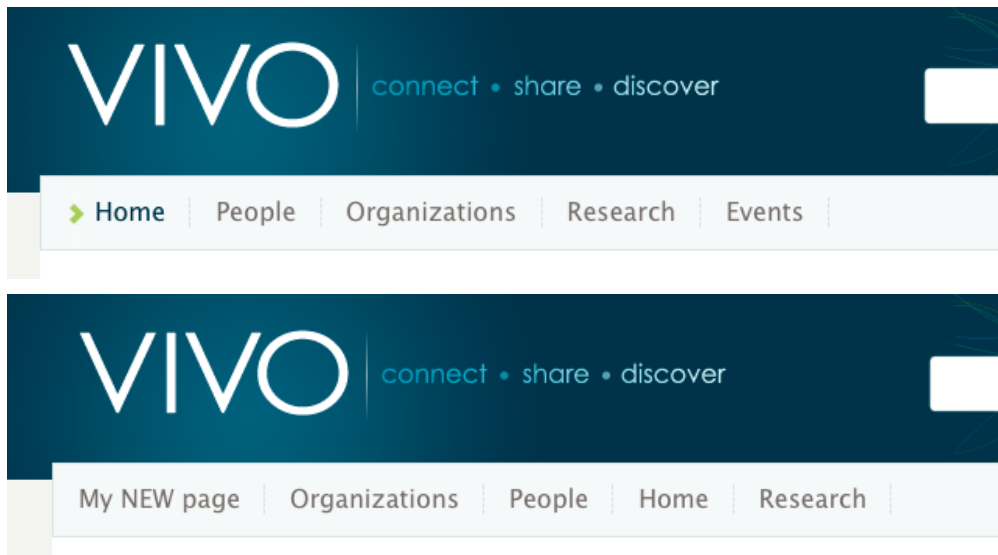 VIVO connect • share • discover
Home People Organizations Research Events
VIVO connect • share • discover
My NEW page Organizations People Home Research